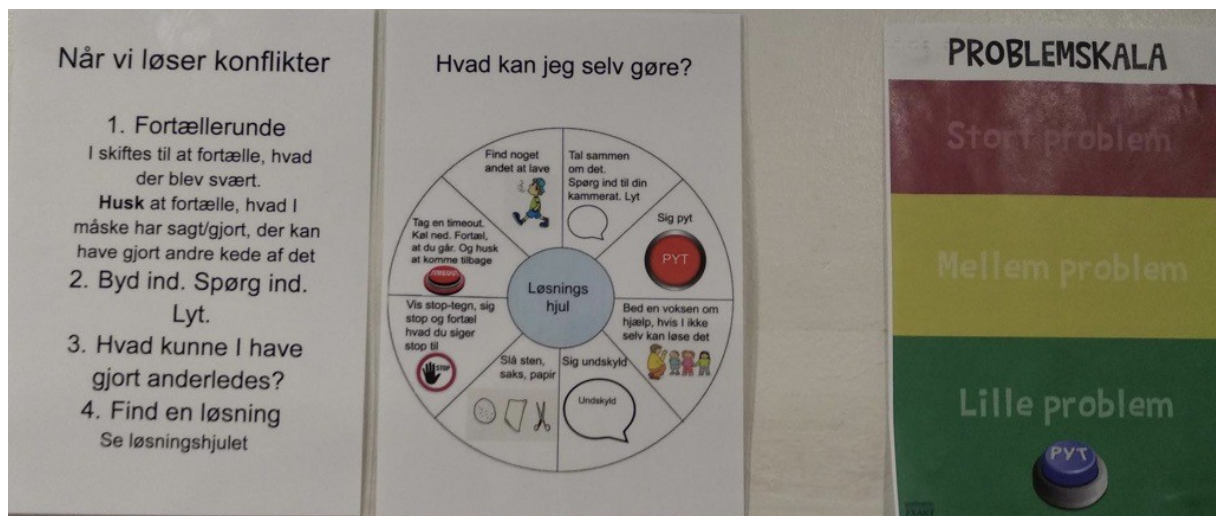 Når vi løser konflikter
1. Fortællerunde
I skiftes til at fortælle, hvad
der blev svært.
Husk at fortælle, hvad I
måske har sagt/gjort, der kan
have gjort andre kede af det
2. Byd ind. Spørg ind.
Lyt.
3. Hvad kunne I have
gjort anderledes?
4. Find en løsning
Se løsningshjulet
Hvad kan jeg selv gøre?
Find noget
andet at lave
Tal sammen
om det.
Spørg ind til din
kammerat. Lyt
Sig pyt
PYT
Bed en voksen om
hjælp, hvis I ikke
selv kan løse det
Sig undskyld
Undskyld
Slå sten,
saks, papir
Vis stop-tegn, sig
stop og fortæl
hvad du siger
stop til
STOP
Tag en timeout.
Køl ned. Fortæl,
at du går. Og husk
at komme tilbage
Løsnings
hjul
PROBLEMSKALA
Stort problem
Mellem problem
Lille problem
PYT